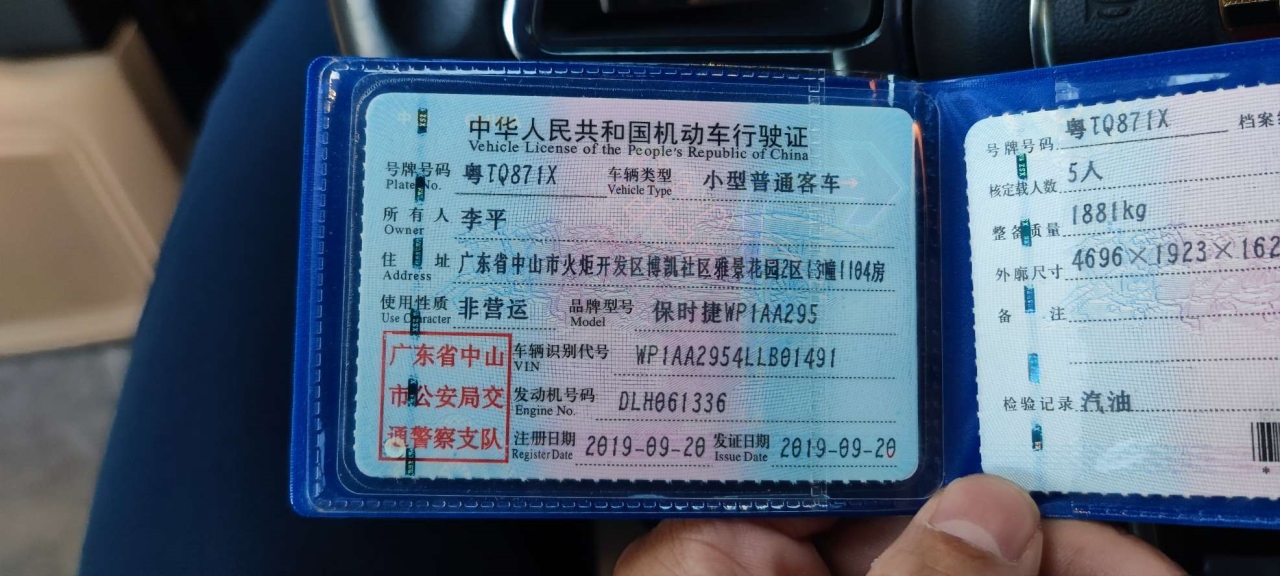 中华人民共和国机动车行驶证
Vehicle License of the People's Republic of China
号牌号码 粤TQ871X 车辆类型 小型普通客车
Plate No. Vehicle Type
所有人 李平
Owner
住址 广东省中山市火炬开发区博凯社区雅景花园2区13幢1104房
Address
使用性质 非营运 品牌型号 保时捷WP1AA295
Use Character Model
广东省中山
市公安局交
通警察支队
车辆识别代号 WP1AA2954LLB01491
VIN
发动机号码 DLH061336
Engine No.
注册日期 2019-09-20 发证日期 2019-09-20
Register Date Issue Date
号牌号码 粤TQ871X 档案
核定载人数 5人
整备质量 1881kg
外廓尺寸 4696×1923×162
备注
检验记录 汽油
*